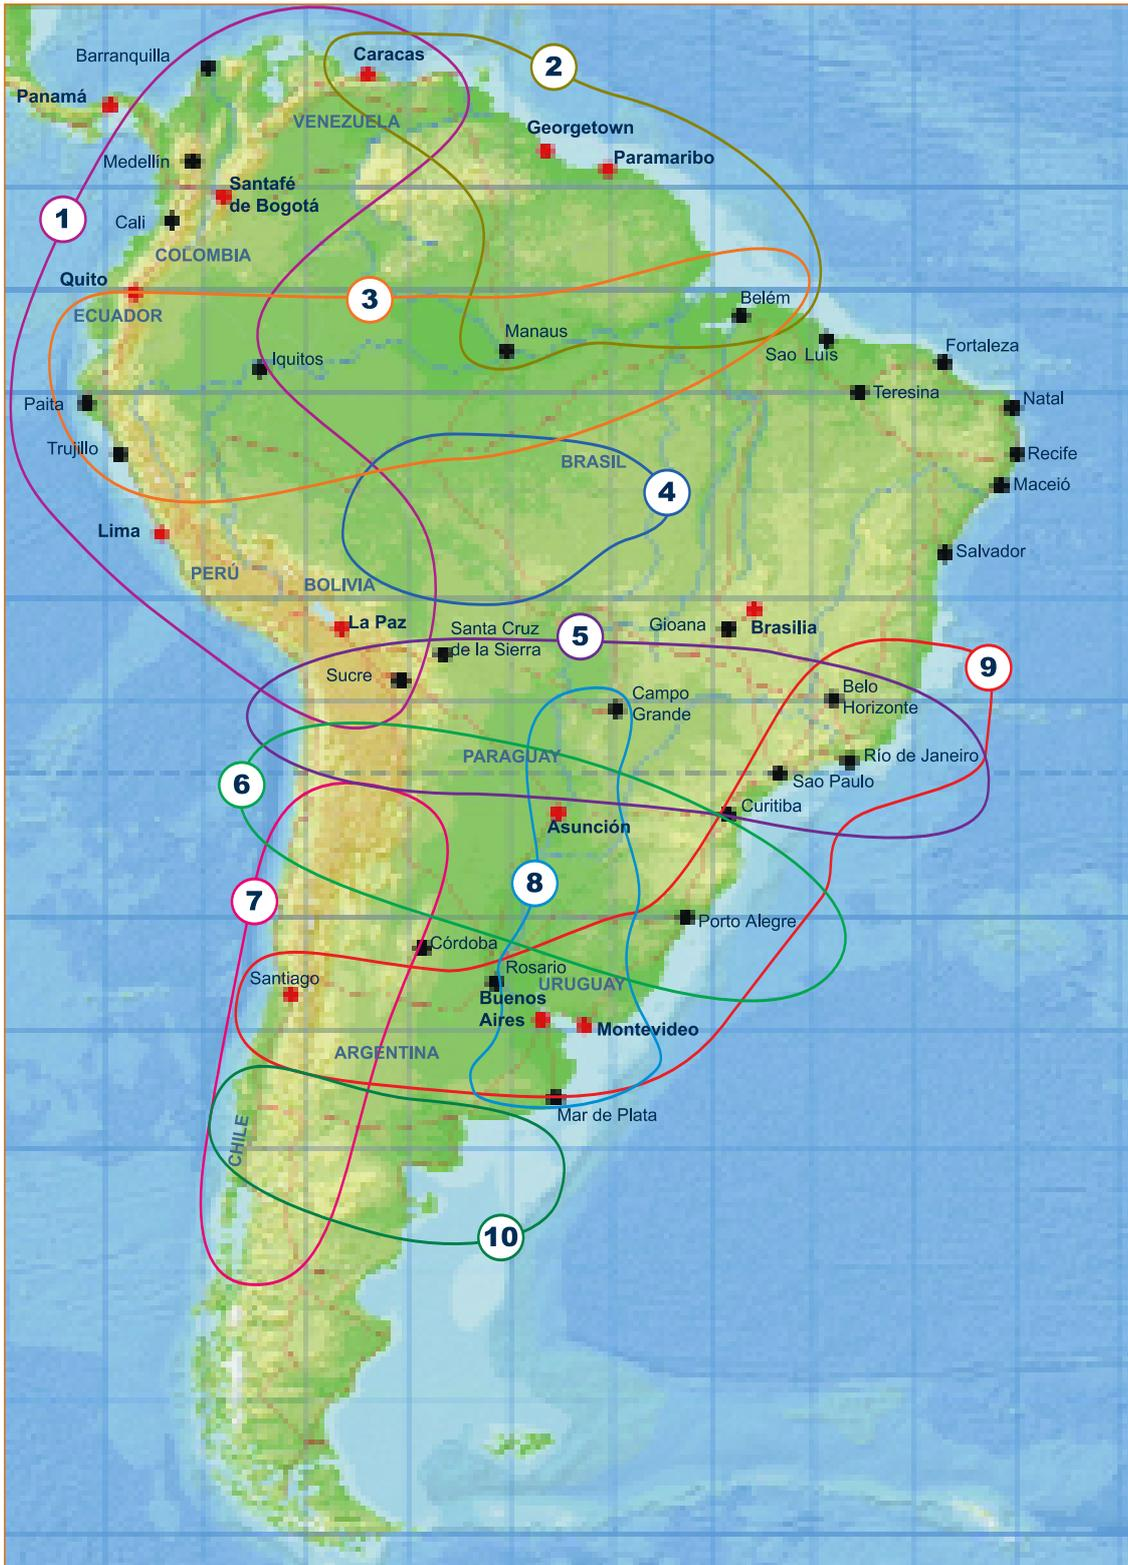 Barranquilla
Caracas
2
Panamá
VENEZUELA
Georgetown
Paramaribo
Medellín
Santafé
de Bogotá
1
Cali
COLOMBIA
Quito
3
Belém
ECUADOR
Manaus
Sao Luis
Fortaleza
Iquitos
Teresina
Natal
Paita
Trujillo
BRASIL
Recife
4
Maceió
Lima
Salvador
PERÚ
BOLIVIA
La Paz
Santa Cruz
de la Sierra
5
Gioana
Brasilia
Sucre
9
Campo
Grande
Belo
Horizonte
PARAGUAY
Río de Janeiro
6
Sao Paulo
Curitiba
Asunción
8
7
Porto Alegre
Córdoba
Santiago
Rosario
URUGUAY
Buenos
Aires
Montevideo
ARGENTINA
Mar de Plata
CHILE
10